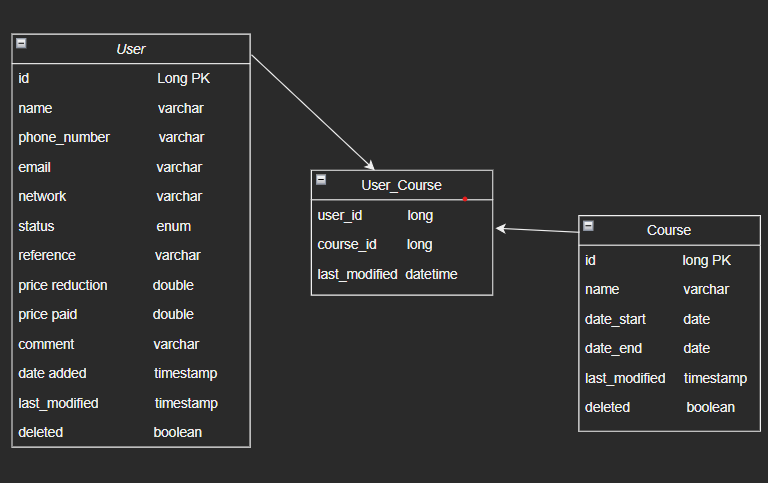 User
id Long PK
name varchar
phone_number varchar
email varchar
network varchar
status enum
reference varchar
price reduction double
price paid double
comment varchar
date added timestamp
last_modified timestamp
deleted boolean
User_Course
user_id long
course_id long
last_modified datetime
Course
id long PK
name varchar
date_start date
date_end date
last_modified timestamp
deleted boolean